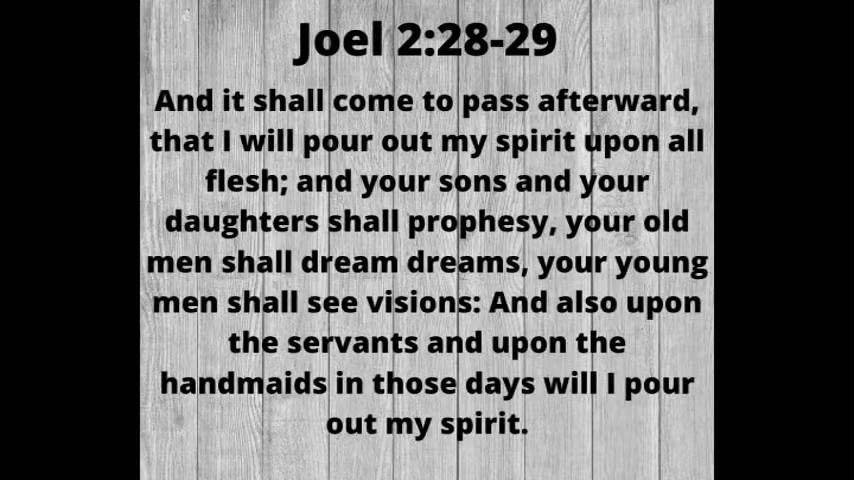 Joel 2:28-29
And it shall come to pass afterward,
that I will pour out my spirit upon all
flesh; and your sons and your
daughters shall prophesy, your old
men shall dream dreams, your young
men shall see visions: And also upon
the servants and upon the
handmaids in those days will I pour
out my spirit.